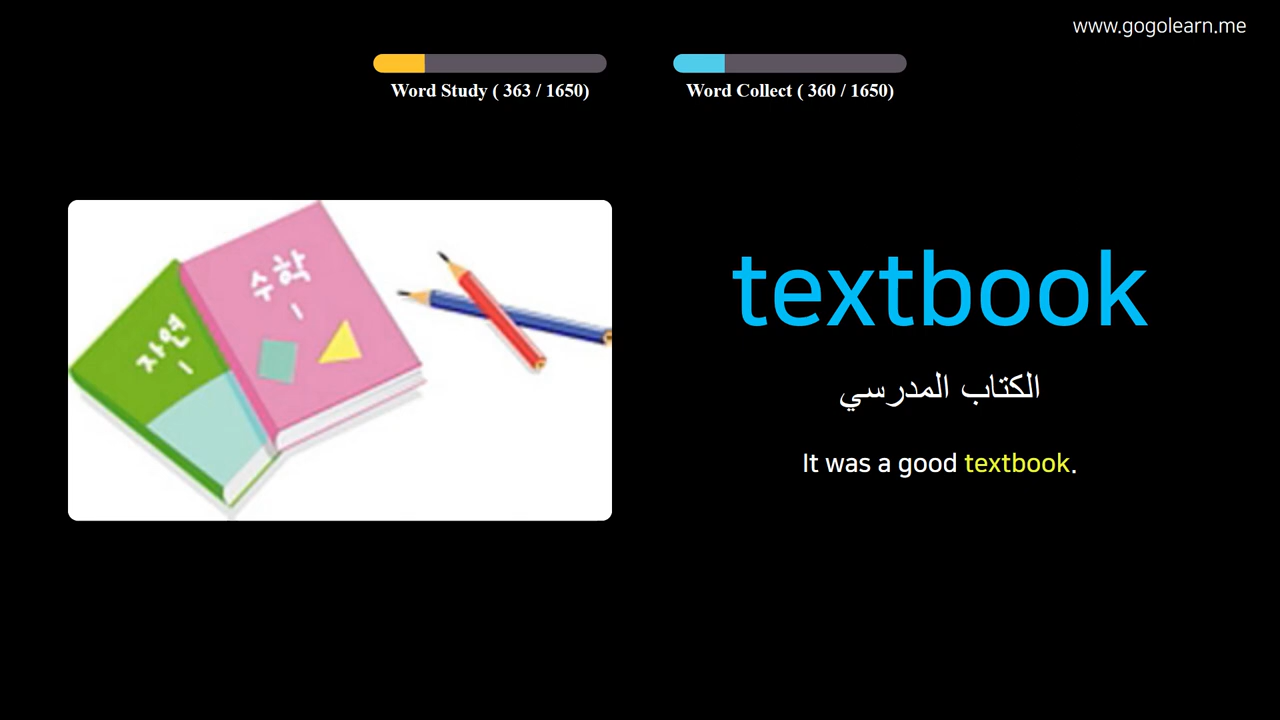 www.gogolearn.me
Word Study ( 363 / 1650)
Word Collect ( 360 / 1650)
수학
1
자연
1
textbook
الكتاب المدرسي
It was a good textbook.